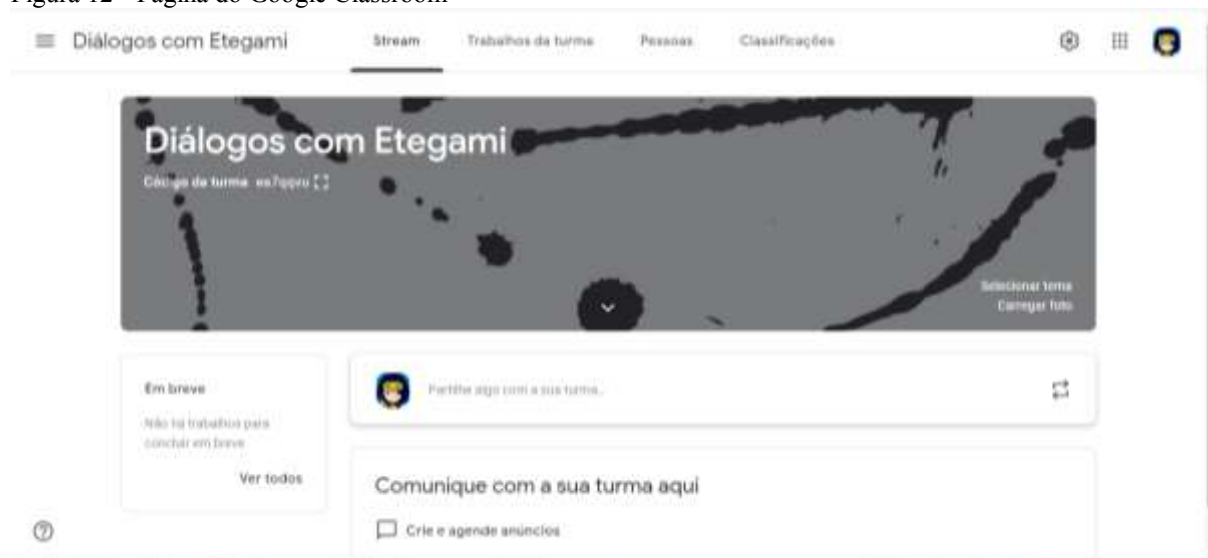 Figura 12 - Página do Google Classroom
Diálogos com Etegami
Stream Trabalhos da turma Pessoas Classificações
Diálogos com Etegami
Código da turma
Selecionar tema
Carregar foto
Em breve
Partilhe algo com a sua turma...
Não há trabalhos para
concluir em breve
Ver todos
Comunique com a sua turma aqui
Crie e agende anúncios